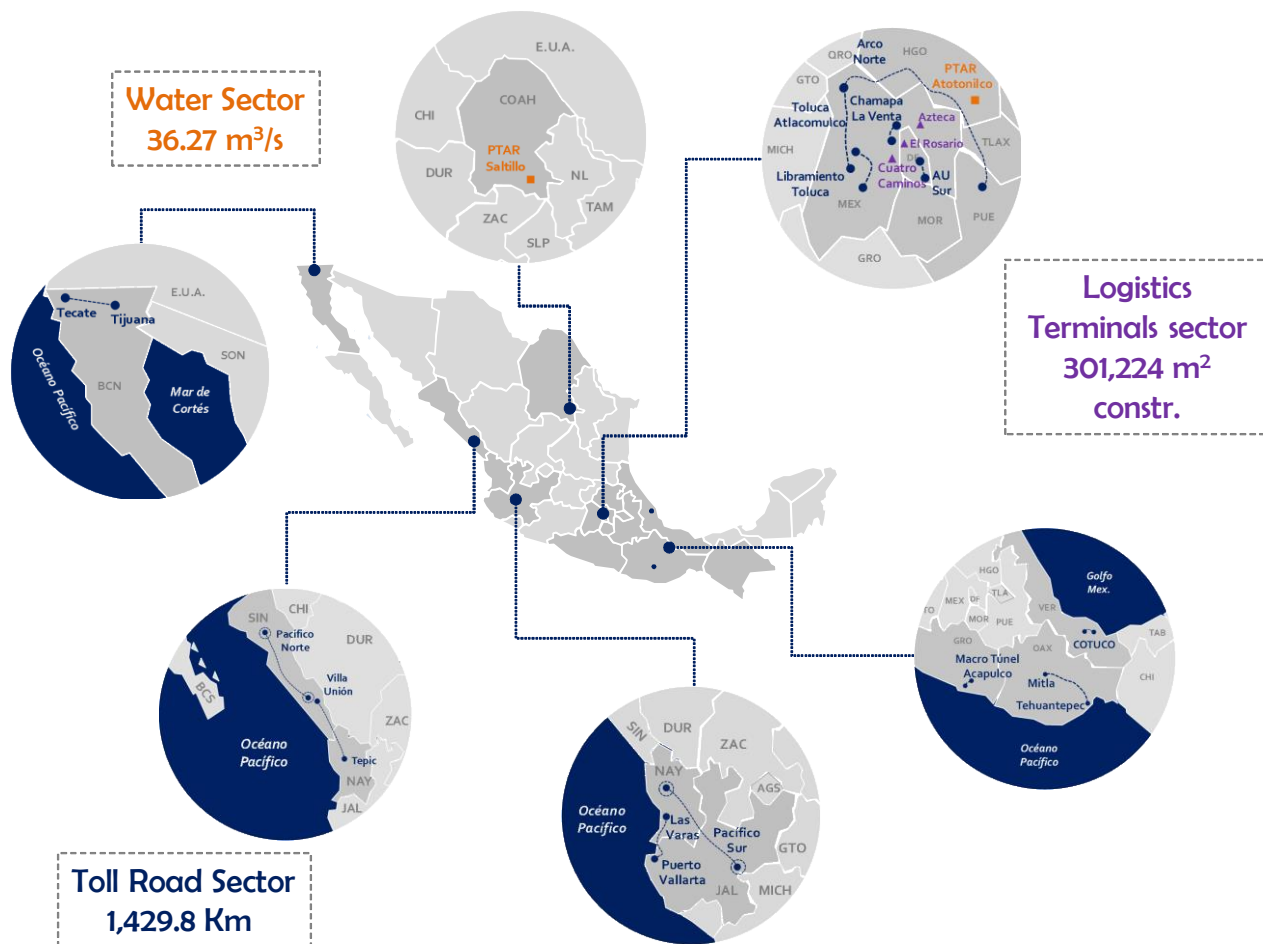 Water Sector
36.27 m³/s
E.U.A.
COAH
CHI
DUR
PTAR
Saltillo
NL
ZAC
TAM
SLP
Arco
Norte
HGO
QRO
GTO
PTAR
Atotonilco
Toluca
Atlacomulco
Chamapa
La Venta
Azteca
MICH
El Rosario
TLAX
DF
Cuatro
Caminos
Libramiento
Toluca
AU
Sur
MEX
MOR
PUE
GRO
Logistics
Terminals sector
301,224 m²
constr.
E.U.A.
Tecate
Tijuana
SON
BCN
Océano Pacífico
Mar de
Cortés
SIN
CHI
Pacífico
Norte
DUR
Villa
Unión
BCS
ZAC
Océano
Pacífico
Tepic
NAY
JAL
SIN
DUR
ZAC
NAY
AGS
Océano
Pacífico
Las
Varas
Pacífico
Sur
GTO
Puerto
Vallarta
JAL
MICH
Golfo
Mex.
HGO
MEX
DF
TLA
TO
MOR
PUE
VER
TAB
GRO
OAX
COTUCO
Macro Túnel
Acapulco
Mitla
CHI
Tehuantepec
Océano
Pacífico
Toll Road Sector
1,429.8 Km